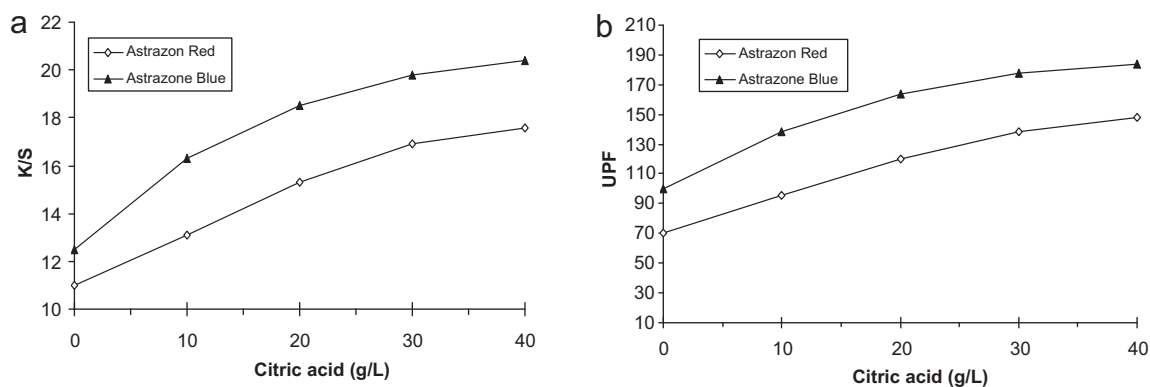 a
Astrazon Red
Astrazone Blue
22
20
18
16
14
12
10
K/S
0 10 20 30 40
Citric acid (g/L)
b
Astrazon Red
Astrazone Blue
210
190
170
150
130
110
90
70
50
30
10
UPF
0 10 20 30 40
Citric acid (g/L)